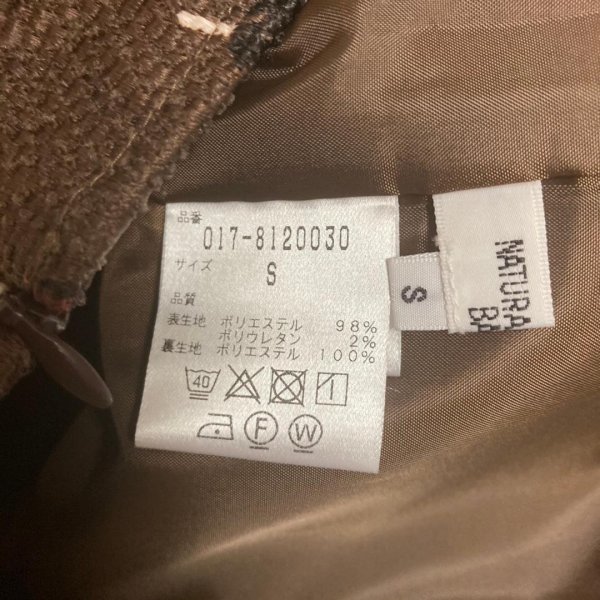 品番
017-8120030
サイズ
S
品質
表生地 ポリエステル 98%
ポリウレタン 2%
裏生地 ポリエステル 100%
40
F W
S
NATURA
BA